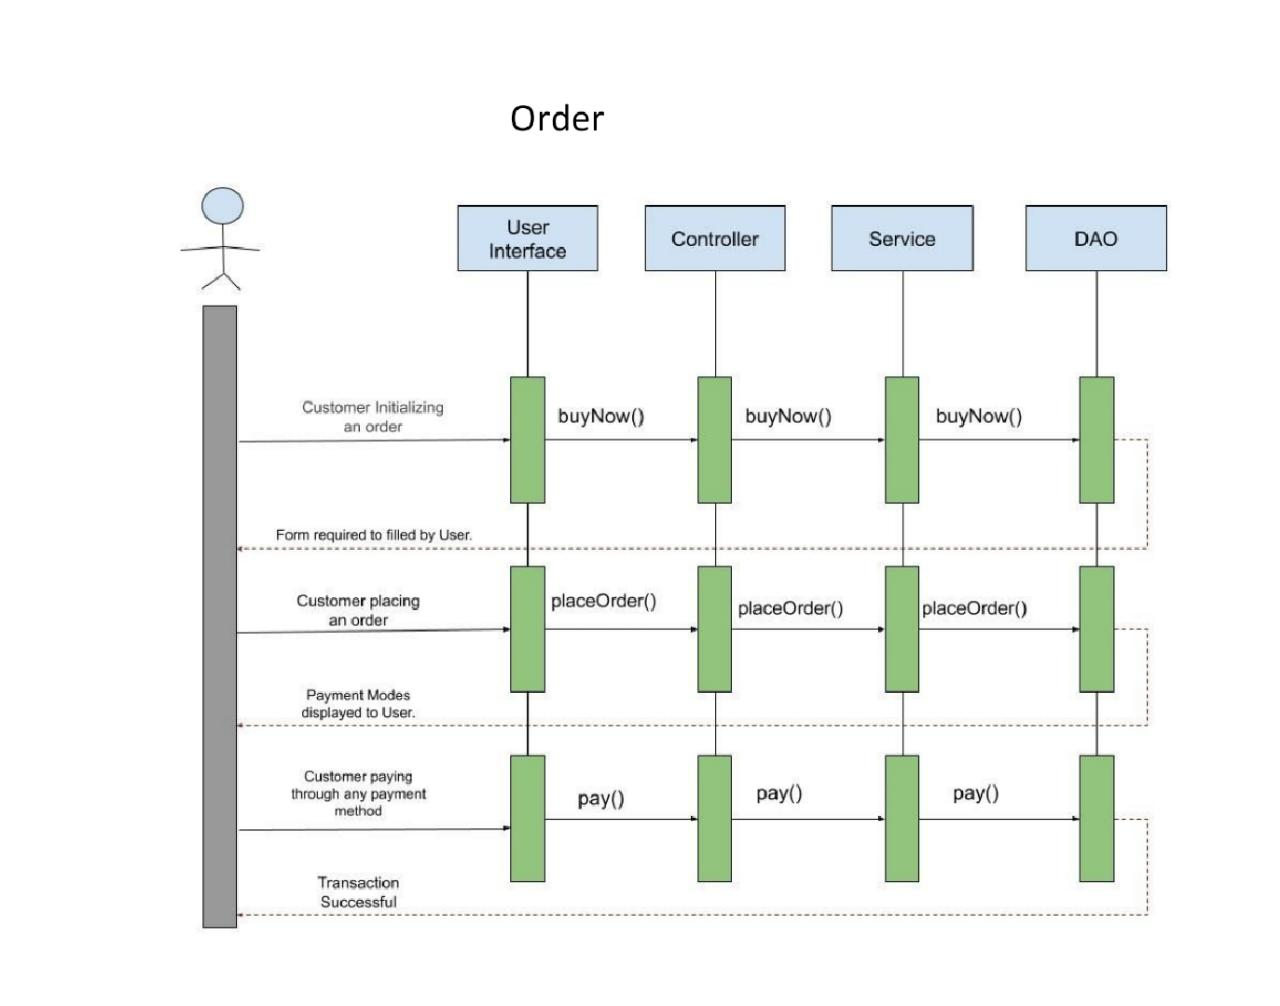 Order
User
Interface
Controller
Service
DAO
Customer Initializing
an order
buyNow()
buyNow()
buyNow()
Form required to filled by User.
Customer placing
an order
placeOrder()
placeOrder()
placeOrder()
Payment Modes
displayed to User.
Customer paying
through any payment
method
pay()
pay()
pay()
Transaction
Successful